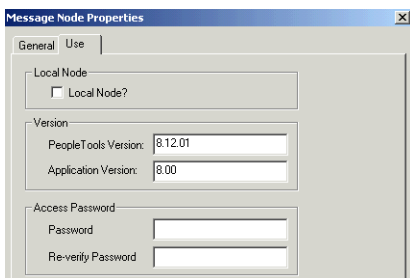 Message Node Properties
General Use
Local Node
Local Node?
Version
PeopleTools Version: 8.12.01
Application Version: 8.00
Access Password
Password
Re-verify Password